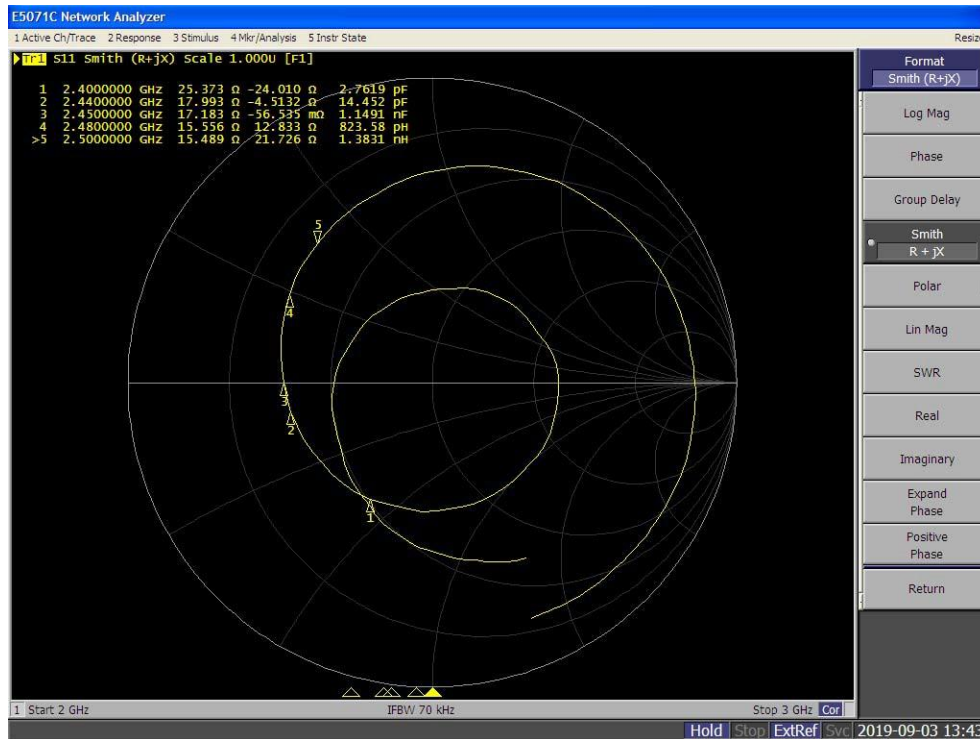 E5071C Network Analyzer
1 Active Ch/Trace 2 Response 3 Stimulus 4 Mkr/Analysis 5 Instr State
Resize
Tr1 S11 Smith (R+jX) Scale 1.000U [F1]
1 2.4000000 GHz 25.373 Ω -24.010 Ω 2.7619 pF
2 2.4400000 GHz 17.993 Ω -4.5132 Ω 14.452 pF
3 2.4500000 GHz 17.183 Ω -56.535 mΩ 1.1491 nF
4 2.4800000 GHz 15.556 Ω 12.833 Ω 823.58 pH
>5 2.5000000 GHz 15.489 Ω 21.726 Ω 1.3831 nH
5
4
3
2
1
Format
Smith (R+jX)
Log Mag
Phase
Group Delay
Smith
R + jX
Polar
Lin Mag
SWR
Real
Imaginary
Expand
Phase
Positive
Phase
Return
1 Start 2 GHz
IFBW 70 kHz
Stop 3 GHz Cor
Hold Stop ExtRef Svc 2019-09-03 13:43